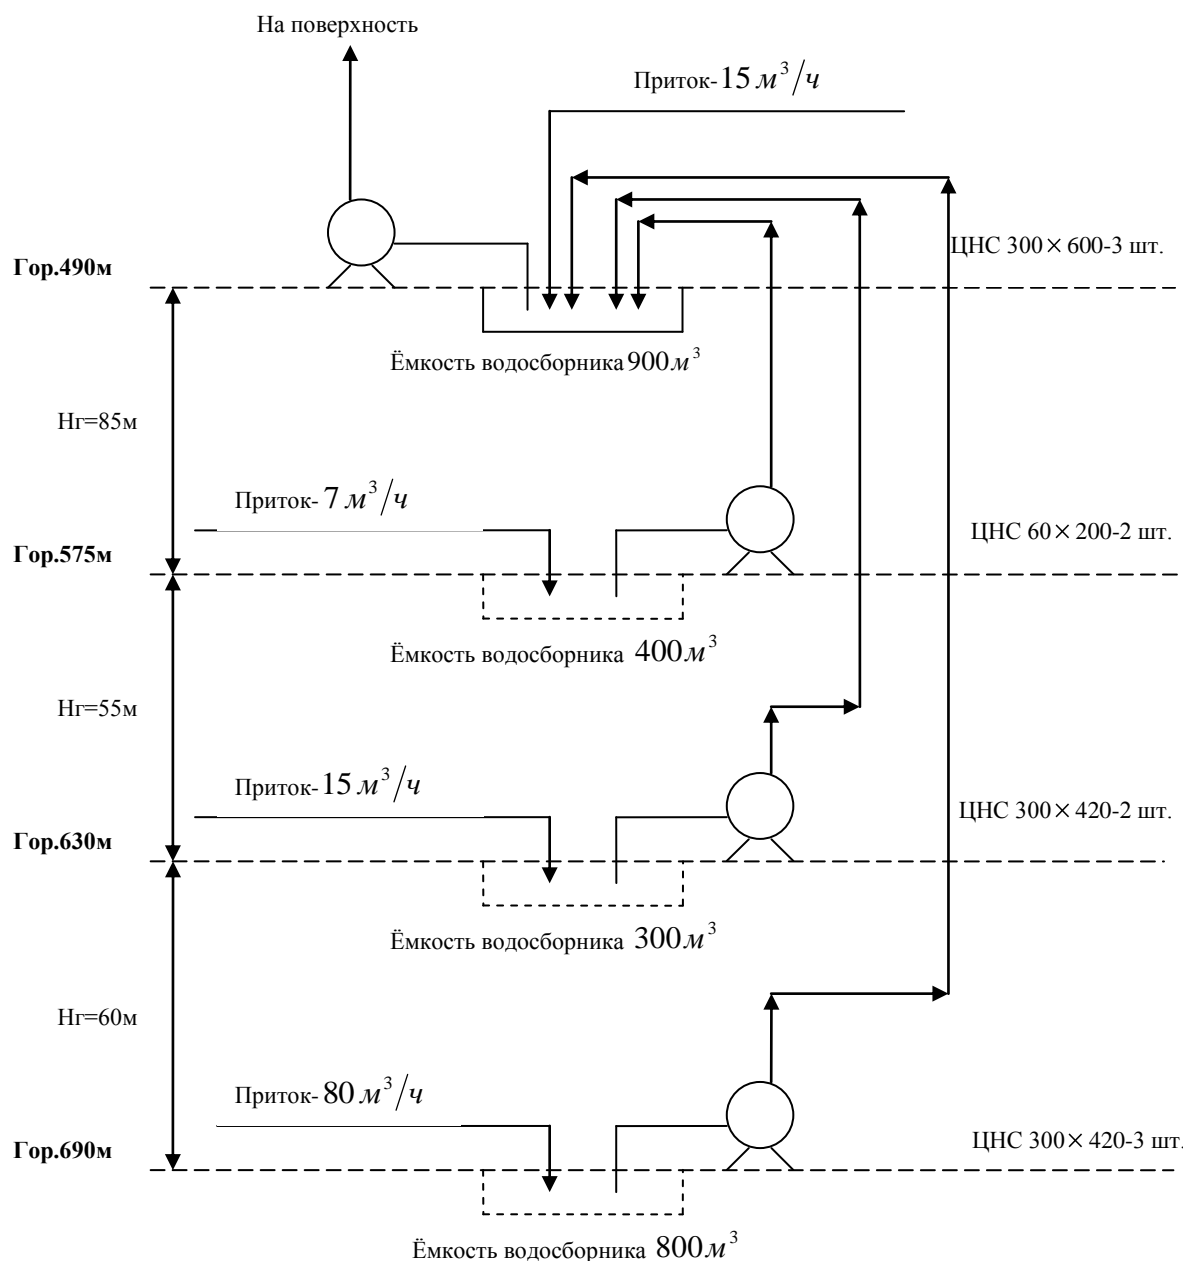 На поверхность
Приток-15 м³/ч
ЦНС 300×600-3 шт.
Гор.490м
Ёмкость водосборника 900м³
Нг=85м
Приток- 7 м³/ч
ЦНС 60×200-2 шт.
Гор.575м
Ёмкость водосборника 400м³
Нг=55м
Приток-15 м³/ч
ЦНС 300×420-2 шт.
Гор.630м
Ёмкость водосборника 300м³
Нг=60м
Приток- 80 м³/ч
ЦНС 300×420-3 шт.
Гор.690м
Ёмкость водосборника 800м³